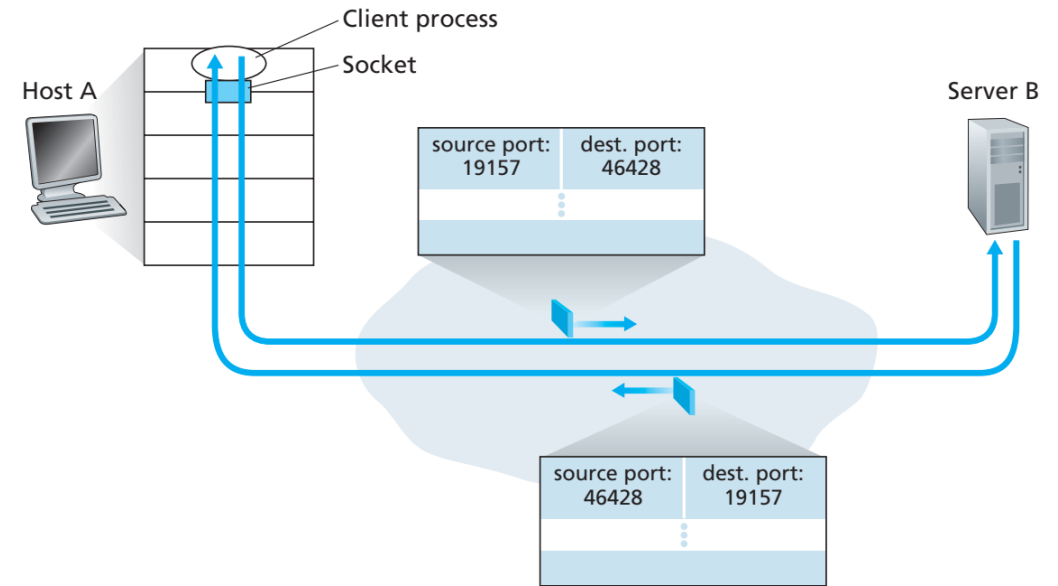 Client process
Socket
Host A
Server B
source port:
19157
dest. port:
46428
source port:
46428
dest. port:
19157